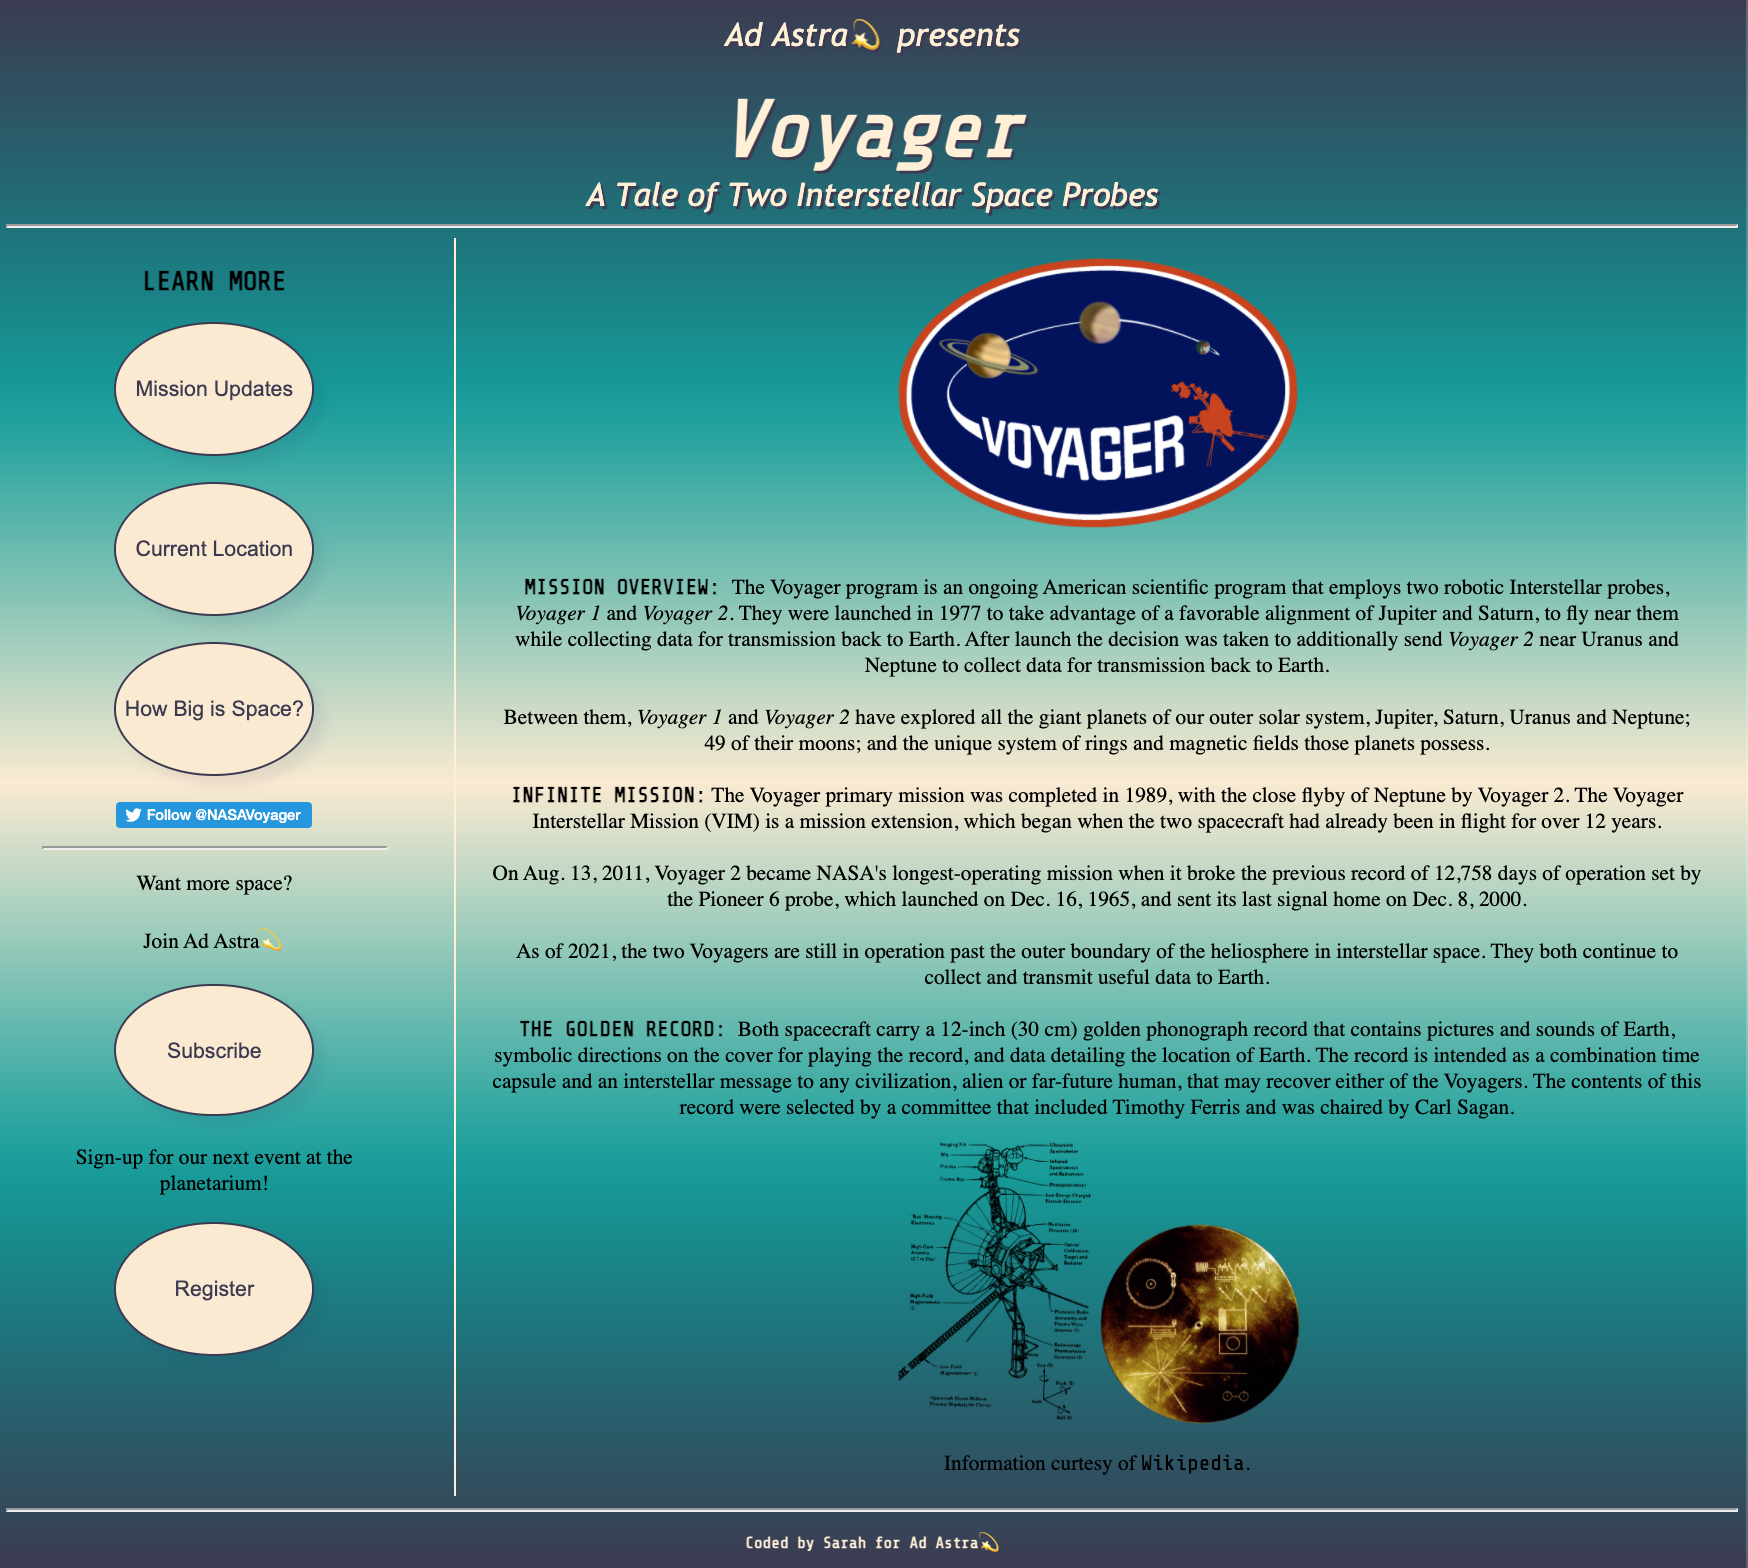 Ad Astra💫 presents
Voyager
A Tale of Two Interstellar Space Probes
LEARN MORE
Mission Updates
Current Location
How Big is Space?
Follow @NASAVoyager
Want more space?
Join Ad Astra💫
Subscribe
Sign-up for our next event at the
planetarium!
Register
VOYAGER
MISSION OVERVIEW: The Voyager program is an ongoing American scientific program that employs two robotic Interstellar probes,
Voyager 1 and Voyager 2. They were launched in 1977 to take advantage of a favorable alignment of Jupiter and Saturn, to fly near them
while collecting data for transmission back to Earth. After launch the decision was taken to additionally send Voyager 2 near Uranus and
Neptune to collect data for transmission back to Earth.
Between them, Voyager 1 and Voyager 2 have explored all the giant planets of our outer solar system, Jupiter, Saturn, Uranus and Neptune;
49 of their moons; and the unique system of rings and magnetic fields those planets possess.
INFINITE MISSION: The Voyager primary mission was completed in 1989, with the close flyby of Neptune by Voyager 2. The Voyager
Interstellar Mission (VIM) is a mission extension, which began when the two spacecraft had already been in flight for over 12 years.
On Aug. 13, 2011, Voyager 2 became NASA's longest-operating mission when it broke the previous record of 12,758 days of operation set by
the Pioneer 6 probe, which launched on Dec. 16, 1965, and sent its last signal home on Dec. 8, 2000.
As of 2021, the two Voyagers are still in operation past the outer boundary of the heliosphere in interstellar space. They both continue to
collect and transmit useful data to Earth.
THE GOLDEN RECORD: Both spacecraft carry a 12-inch (30 cm) golden phonograph record that contains pictures and sounds of Earth,
symbolic directions on the cover for playing the record, and data detailing the location of Earth. The record is intended as a combination time
capsule and an interstellar message to any civilization, alien or far-future human, that may recover either of the Voyagers. The contents of this
record were selected by a committee that included Timothy Ferris and was chaired by Carl Sagan.
Information curtesy of Wikipedia.
Coded by Sarah for Ad Astra💫